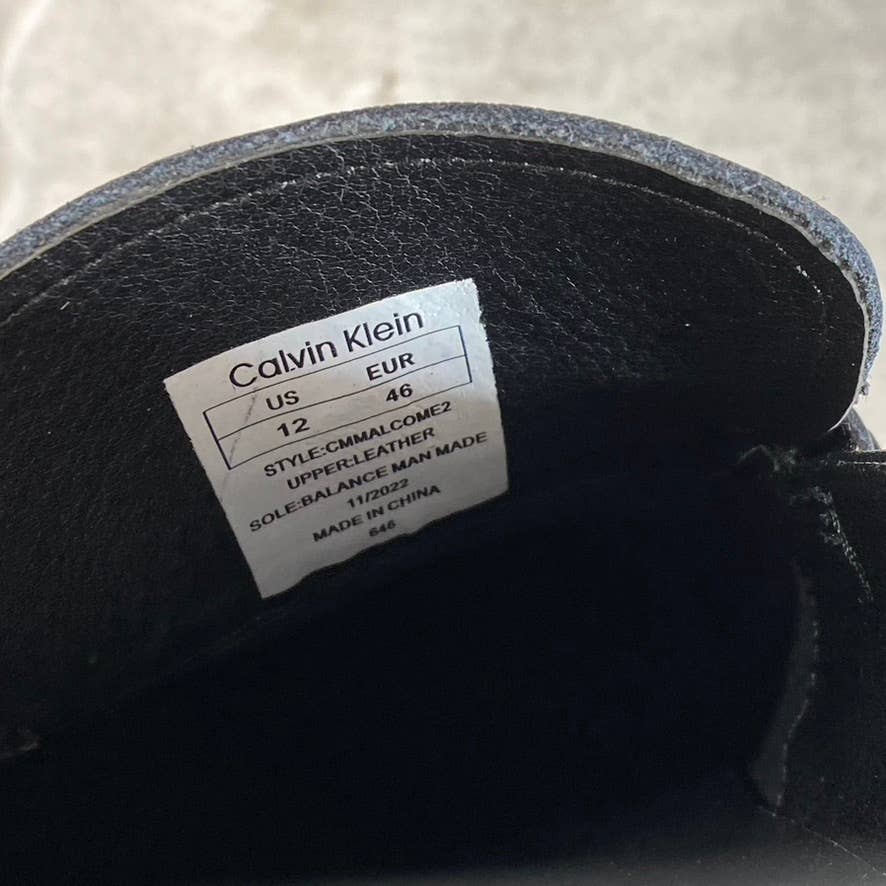 Calvin Klein
US EUR
12 46
STYLE:CMMALCOME2
UPPER:LEATHER
SOLE:BALANCE MAN MADE
11/2022
MADE IN CHINA
646